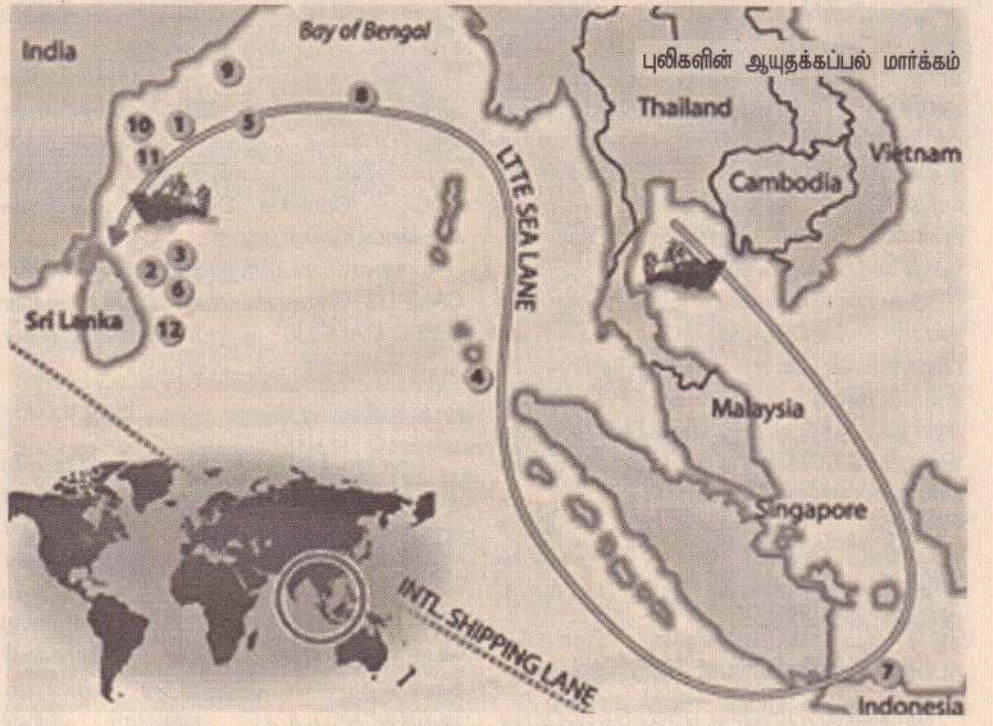 India
Bay of Bengal
புலிகளின் ஆயுதக்கப்பல் மார்க்கம்
Thailand
Vietnam
Cambodia
9
8
10
1
5
11
LTTE SEA LANE
3
2
6
Sri Lanka
12
4
Malaysia
Singapore
INTL. SHIPPING LANE
7
Indonesia